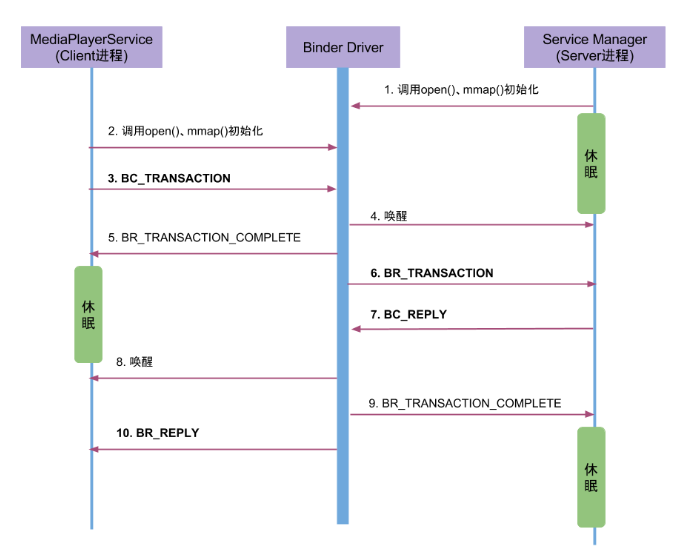 MediaPlayerService
(Client进程)
Binder Driver
Service Manager
(Server进程)
1. 调用open()、mmap()初始化
休
眠
2. 调用open()、mmap()初始化
3. BC_TRANSACTION
4. 唤醒
5. BR_TRANSACTION_COMPLETE
6. BR_TRANSACTION
休
眠
7. BC_REPLY
8. 唤醒
9. BR_TRANSACTION_COMPLETE
10. BR_REPLY
休
眠